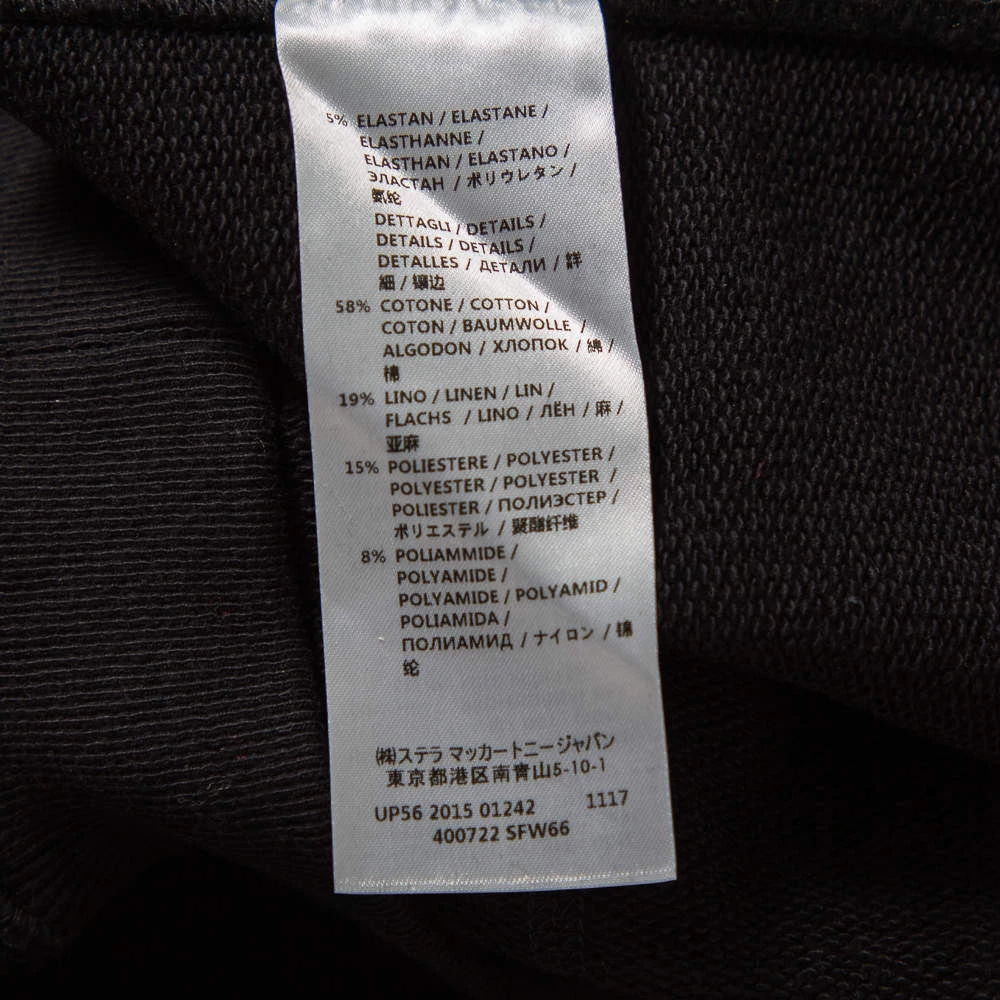 5% ELASTAN / ELASTANE /
ELASTHANNE /
ELASTHAN / ELASTANO /
ЭЛАСТАН / ポリウレタン /
氨纶
DETTAGLI / DETAILS /
DETAILS / DETAILS /
DETALLES / ДЕТАЛИ / 詳
細 / 镶边
58% COTONE / COTTON /
COTON / BAUMWOLLE /
ALGODON / ХЛОПОК / 綿 /
棉
19% LINO / LINEN / LIN /
FLACHS / LINO / ЛЁН / 麻 /
亚麻
15% POLIESTERE / POLYESTER /
POLYESTER / POLYESTER /
POLIESTER / ПОЛИЭСТЕР /
ポリエステル / 聚酯纤维
8% POLIAMMIDE /
POLYAMIDE /
POLYAMIDE / POLYAMID /
POLIAMIDA /
ПОЛИАМИД / ナイロン / 锦
纶
㈱ステラ マッカートニージャパン
東京都港区南青山5-10-1
UP56 2015 01242 1117
400722 SFW66